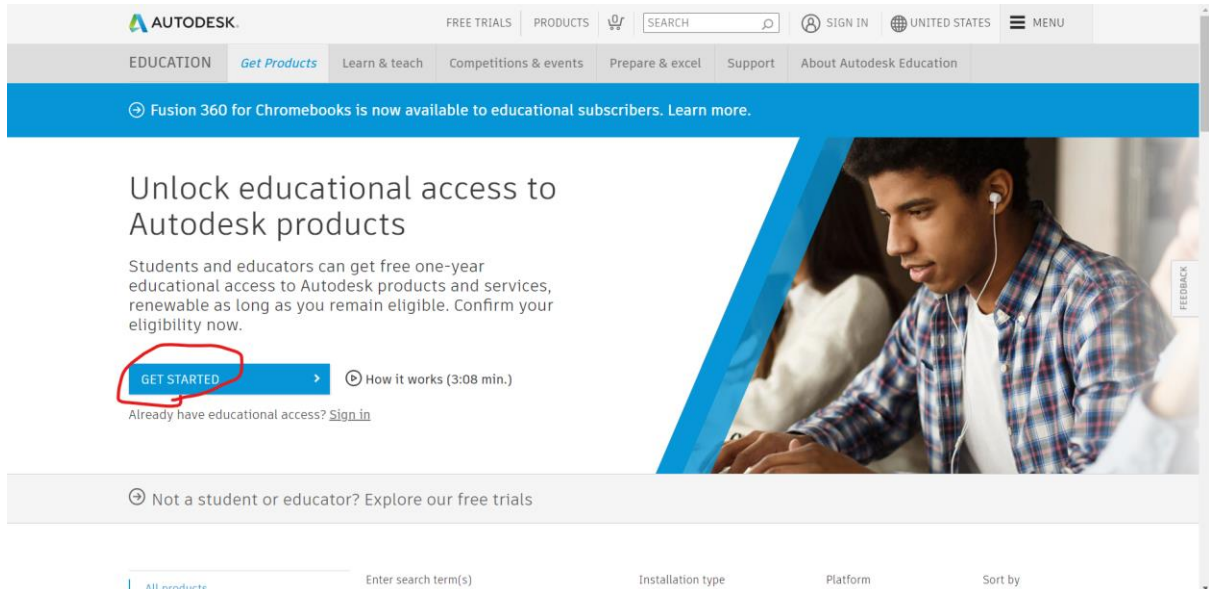 AUTODESK.
FREE TRIALS
PRODUCTS
0
SEARCH
SIGN IN
UNITED STATES
MENU
EDUCATION
Get Products
Learn & teach
Competitions & events
Prepare & excel
Support
About Autodesk Education
Fusion 360 for Chromebooks is now available to educational subscribers. Learn more.
Unlock educational access to
Autodesk products
Students and educators can get free one-year
educational access to Autodesk products and services,
renewable as long as you remain eligible. Confirm your
eligibility now.
GET STARTED
How it works (3:08 min.)
Already have educational access? Sign in
FEEDBACK
Not a student or educator? Explore our free trials
All products
Enter search term(s)
Installation type
Platform
Sort by